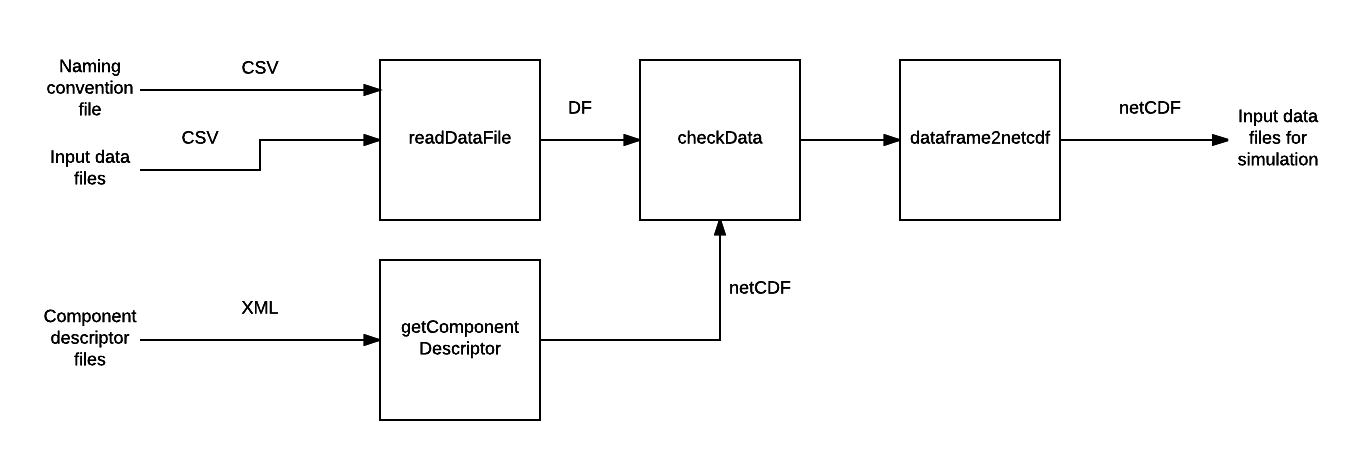 Naming
convention
file
CSV
CSV
Input data
files
readDataFile
DF
checkData
dataframe2netcdf
netCDF
Input data
files for
simulation
Component
descriptor
files
XML
getComponent
Descriptor
netCDF